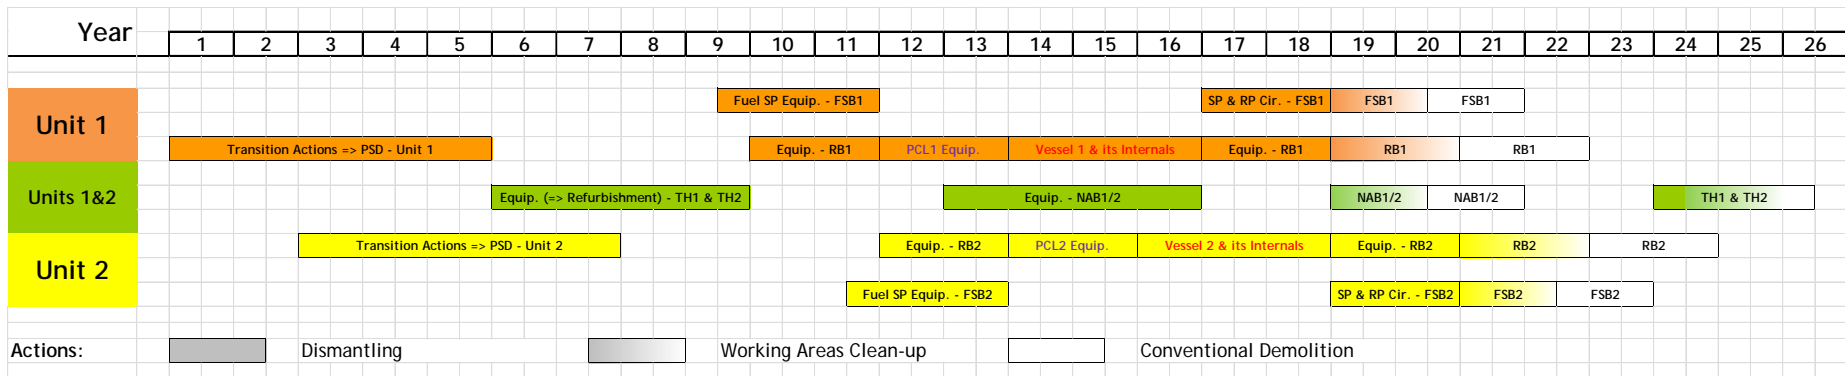 Year
1 2 3 4 5 6 7 8 9 10 11 12 13 14 15 16 17 18 19 20 21 22 23 24 25 26
Fuel SP Equip. - FSB1 SP & RP Cir. - FSB1 FSB1 FSB1
Unit 1
Transition Actions => PSD - Unit 1 Equip. - RB1 PCL1 Equip. Vessel 1 & its Internals Equip. - RB1 RB1 RB1
Units 1&2 Equip. (=> Refurbishment) - TH1 & TH2 Equip. - NAB1/2 NAB1/2 NAB1/2 TH1 & TH2
Transition Actions => PSD - Unit 2 Equip. - RB2 PCL2 Equip. Vessel 2 & its Internals Equip. - RB2 RB2 RB2
Unit 2
Fuel SP Equip. - FSB2 SP & RP Cir. - FSB2 FSB2 FSB2
Actions: Dismantling Working Areas Clean-up Conventional Demolition